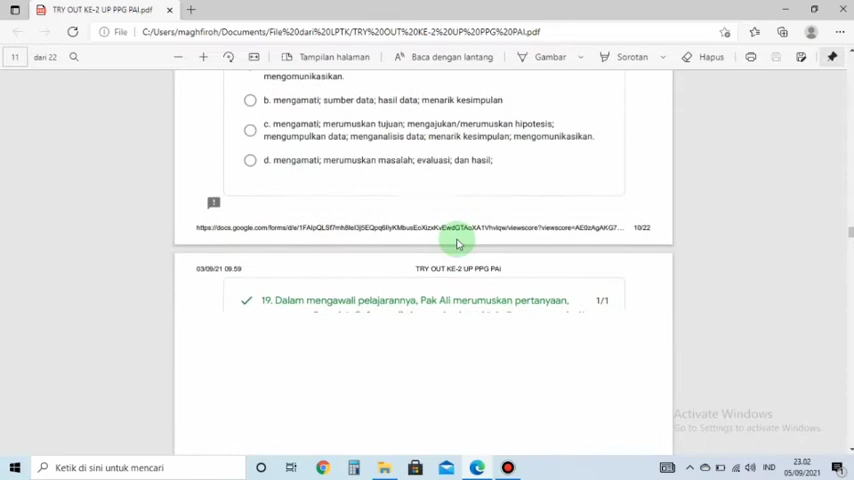 TRY OUT KE-2 UP PPG PAI.pdf
File
C:/Users/maghfiroh/Documents/File%20dari%20LPTK/TRY%20OUT%20KE-2%20UP%20PPG%20PAI.pdf
11 dari 22
Tampilan halaman
Baca dengan lantang
Gambar
Sorotan
Hapus
mengomunikasikan.
b. mengamati; sumber data; hasil data; menarik kesimpulan
c. mengamati; merumuskan tujuan; mengajukan/merumuskan hipotesis;
mengumpulkan data; menganalisis data; menarik kesimpulan; mengomonikasikan.
d. mengamati; merumuskan masalah; evaluasi; dan hasil;
10/22
03/09/21 09.59
TRY OUT KE-2 UP PPG PAI
19. Dalam mengawali pelajarannya, Pak Ali merumuskan pertanyaan,
1/1
Activate Windows
Go to Settings to activate Windows.
Ketik di sini untuk mencari
IND
23.02
05/09/2021